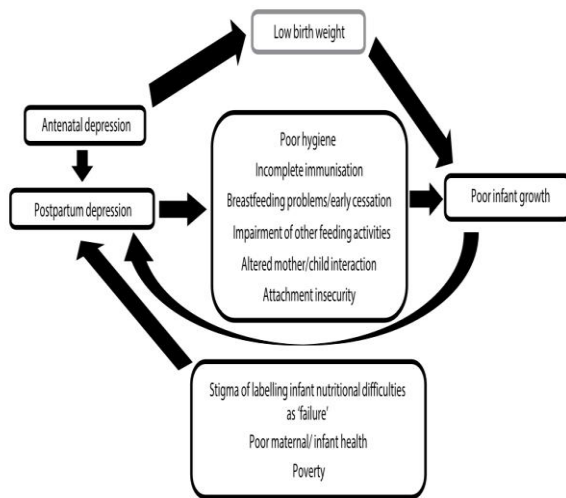 Low birth weight
Antenatal depression
Postpartum depression
Poor hygiene
Incomplete immunisation
Breastfeeding problems/early cessation
Impairment of other feeding activities
Altered mother/child interaction
Attachment insecurity
Poor infant growth
Stigma of labelling infant nutritional difficulties
as ‘failure’
Poor maternal/ infant health
Poverty